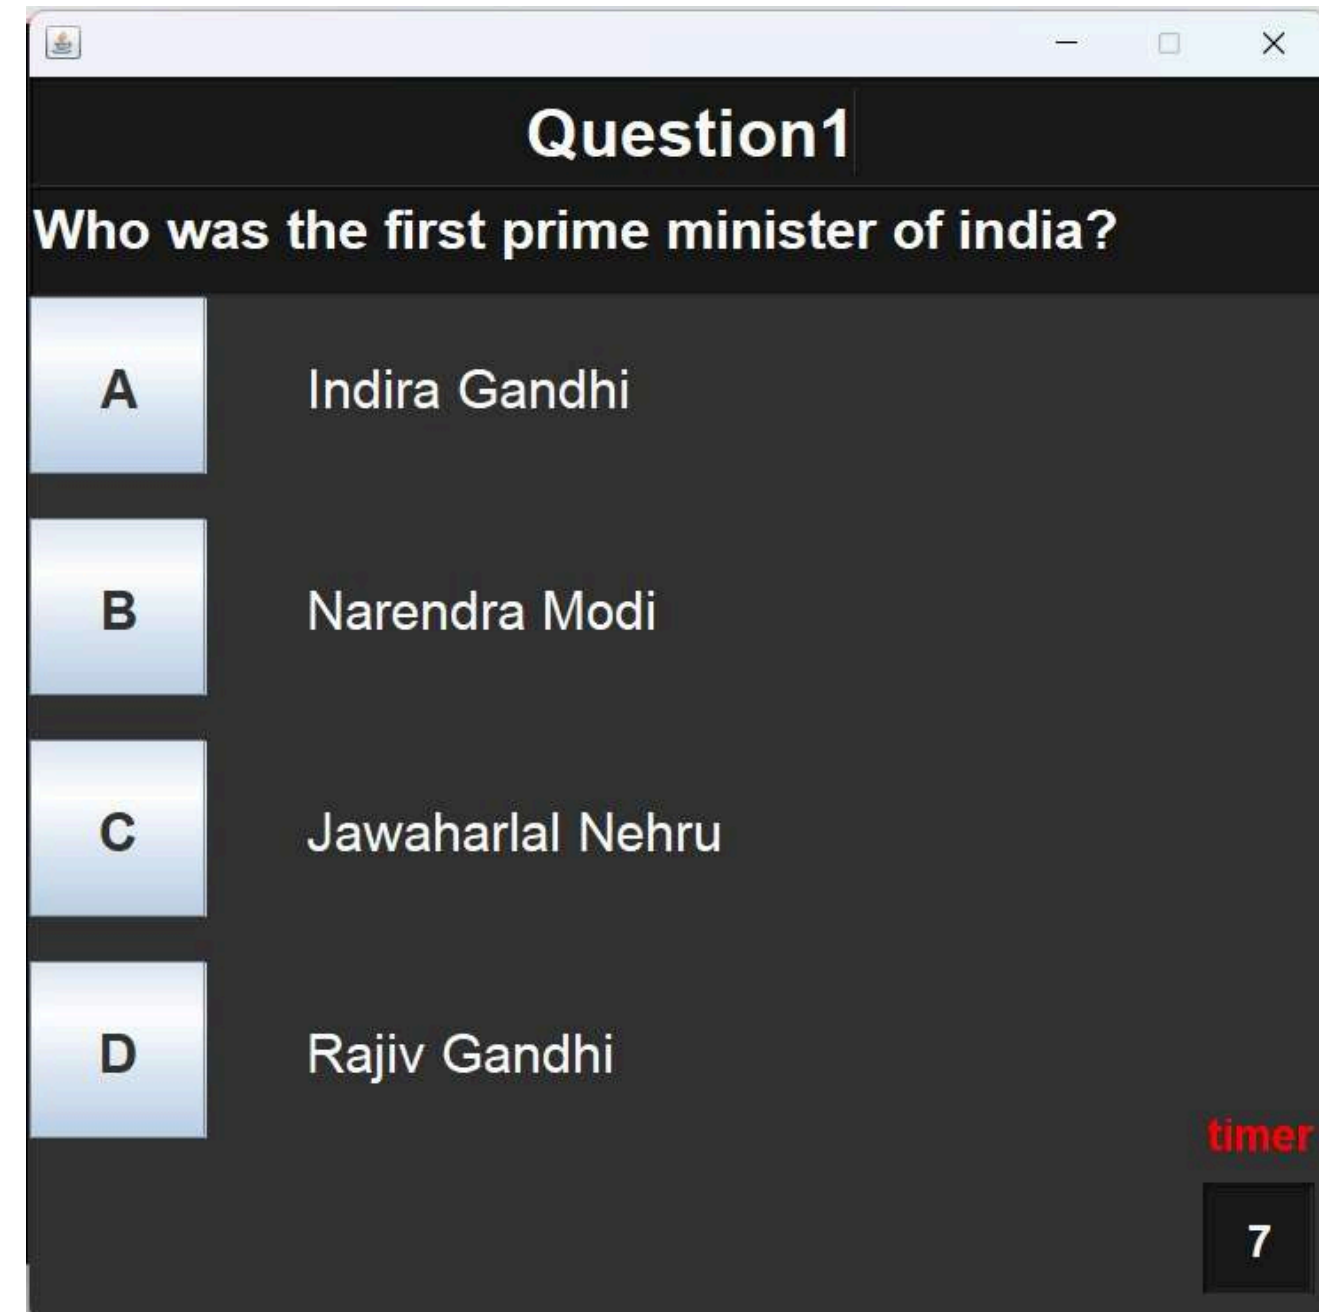 Question1
Who was the first prime minister of india?
A Indira Gandhi
B Narendra Modi
C Jawaharlal Nehru
D Rajiv Gandhi
timer
7